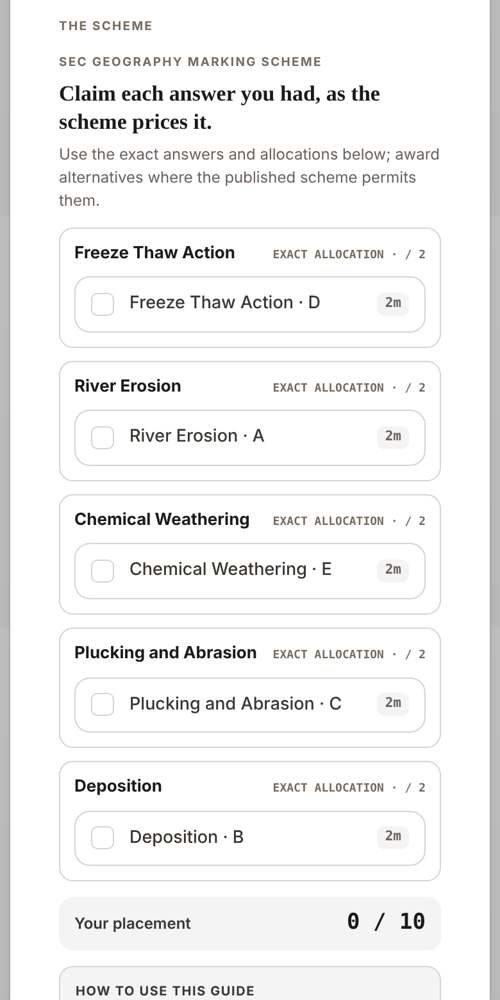 THE SCHEME
SEC GEOGRAPHY MARKING SCHEME
Claim each answer you had, as the
scheme prices it.
Use the exact answers and allocations below; award
alternatives where the published scheme permits
them.
Freeze Thaw Action EXACT ALLOCATION · / 2
Freeze Thaw Action · D 2m
River Erosion EXACT ALLOCATION · / 2
River Erosion · A 2m
Chemical Weathering EXACT ALLOCATION · / 2
Chemical Weathering · E 2m
Plucking and Abrasion EXACT ALLOCATION · / 2
Plucking and Abrasion · C 2m
Deposition EXACT ALLOCATION · / 2
Deposition · B 2m
Your placement 0 / 10
HOW TO USE THIS GUIDE